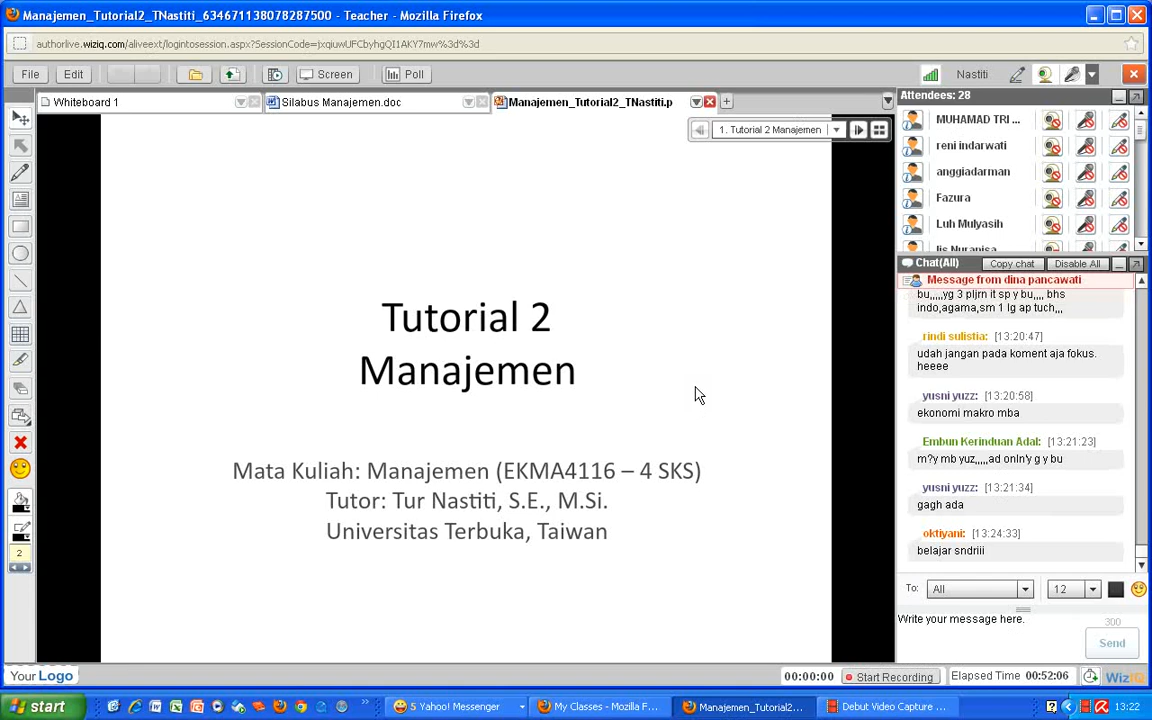 Manajemen_Tutorial2_TNastiti_634671138078287500 - Teacher - Mozilla Firefox
authorlive.wiziq.com/aliveext/logintosession.aspx?SessionCode=jxqiuwUFCbyhgQI1AKY7mw%3d%3d
File Edit Screen Poll Nastiti
Whiteboard 1 Silabus Manajemen.doc Manajemen_Tutorial2_TNastiti.p
1. Tutorial 2 Manajemen
Tutorial 2
Manajemen
Mata Kuliah: Manajemen (EKMA4116 – 4 SKS)
Tutor: Tur Nastiti, S.E., M.Si.
Universitas Terbuka, Taiwan
2
Attendees: 28
MUHAMAD TRI ...
reni indarwati
anggiadarman
Fazura
Luh Mulyasih
Iis Nuranisa
Chat(All) Copy chat Disable All
Message from dina pancawati
bu,,,,,yg 3 pljrn it sp y bu,,,, bhs
indo,agama,sm 1 lg ap tuch,,,
rindi sulistia: [13:20:47]
udah jangan pada koment aja fokus.
heeee
yusni yuzz: [13:20:58]
ekonomi makro mba
Embun Kerinduan Adal: [13:21:23]
m?y mb yuz,,,,,ad onln'y g y bu
yusni yuzz: [13:21:34]
gagh ada
oktiyani: [13:24:33]
belajar sndriii
To: All 12
Write your message here.
300
Send
Your Logo 00:00:00 Start Recording Elapsed Time 00:52:06 WizIQ
start 5 Yahoo! Messenger My Classes - Mozilla F... Manajemen_Tutorial2... Debut Video Capture ... 13:22